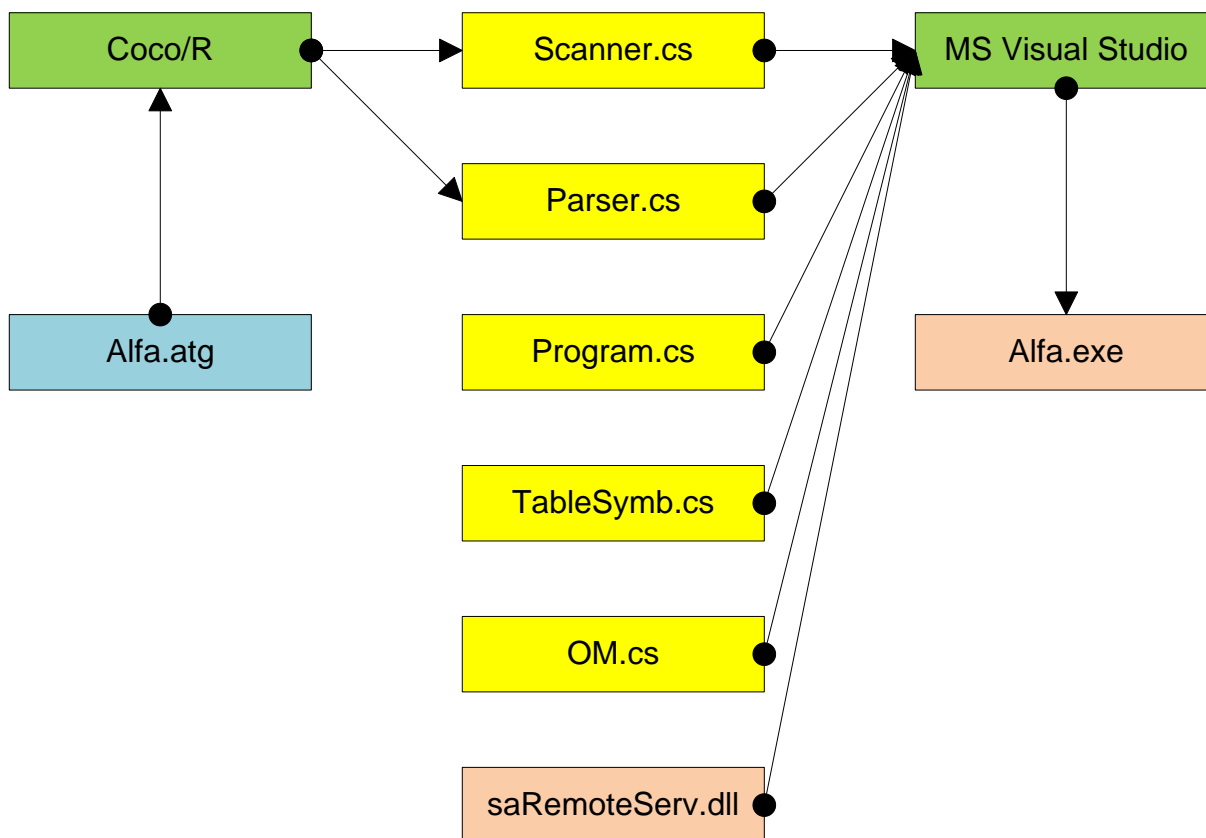 Coco/R
Scanner.cs
MS Visual Studio
Parser.cs
Alfa.atg
Program.cs
Alfa.exe
TableSymb.cs
OM.cs
saRemoteServ.dll